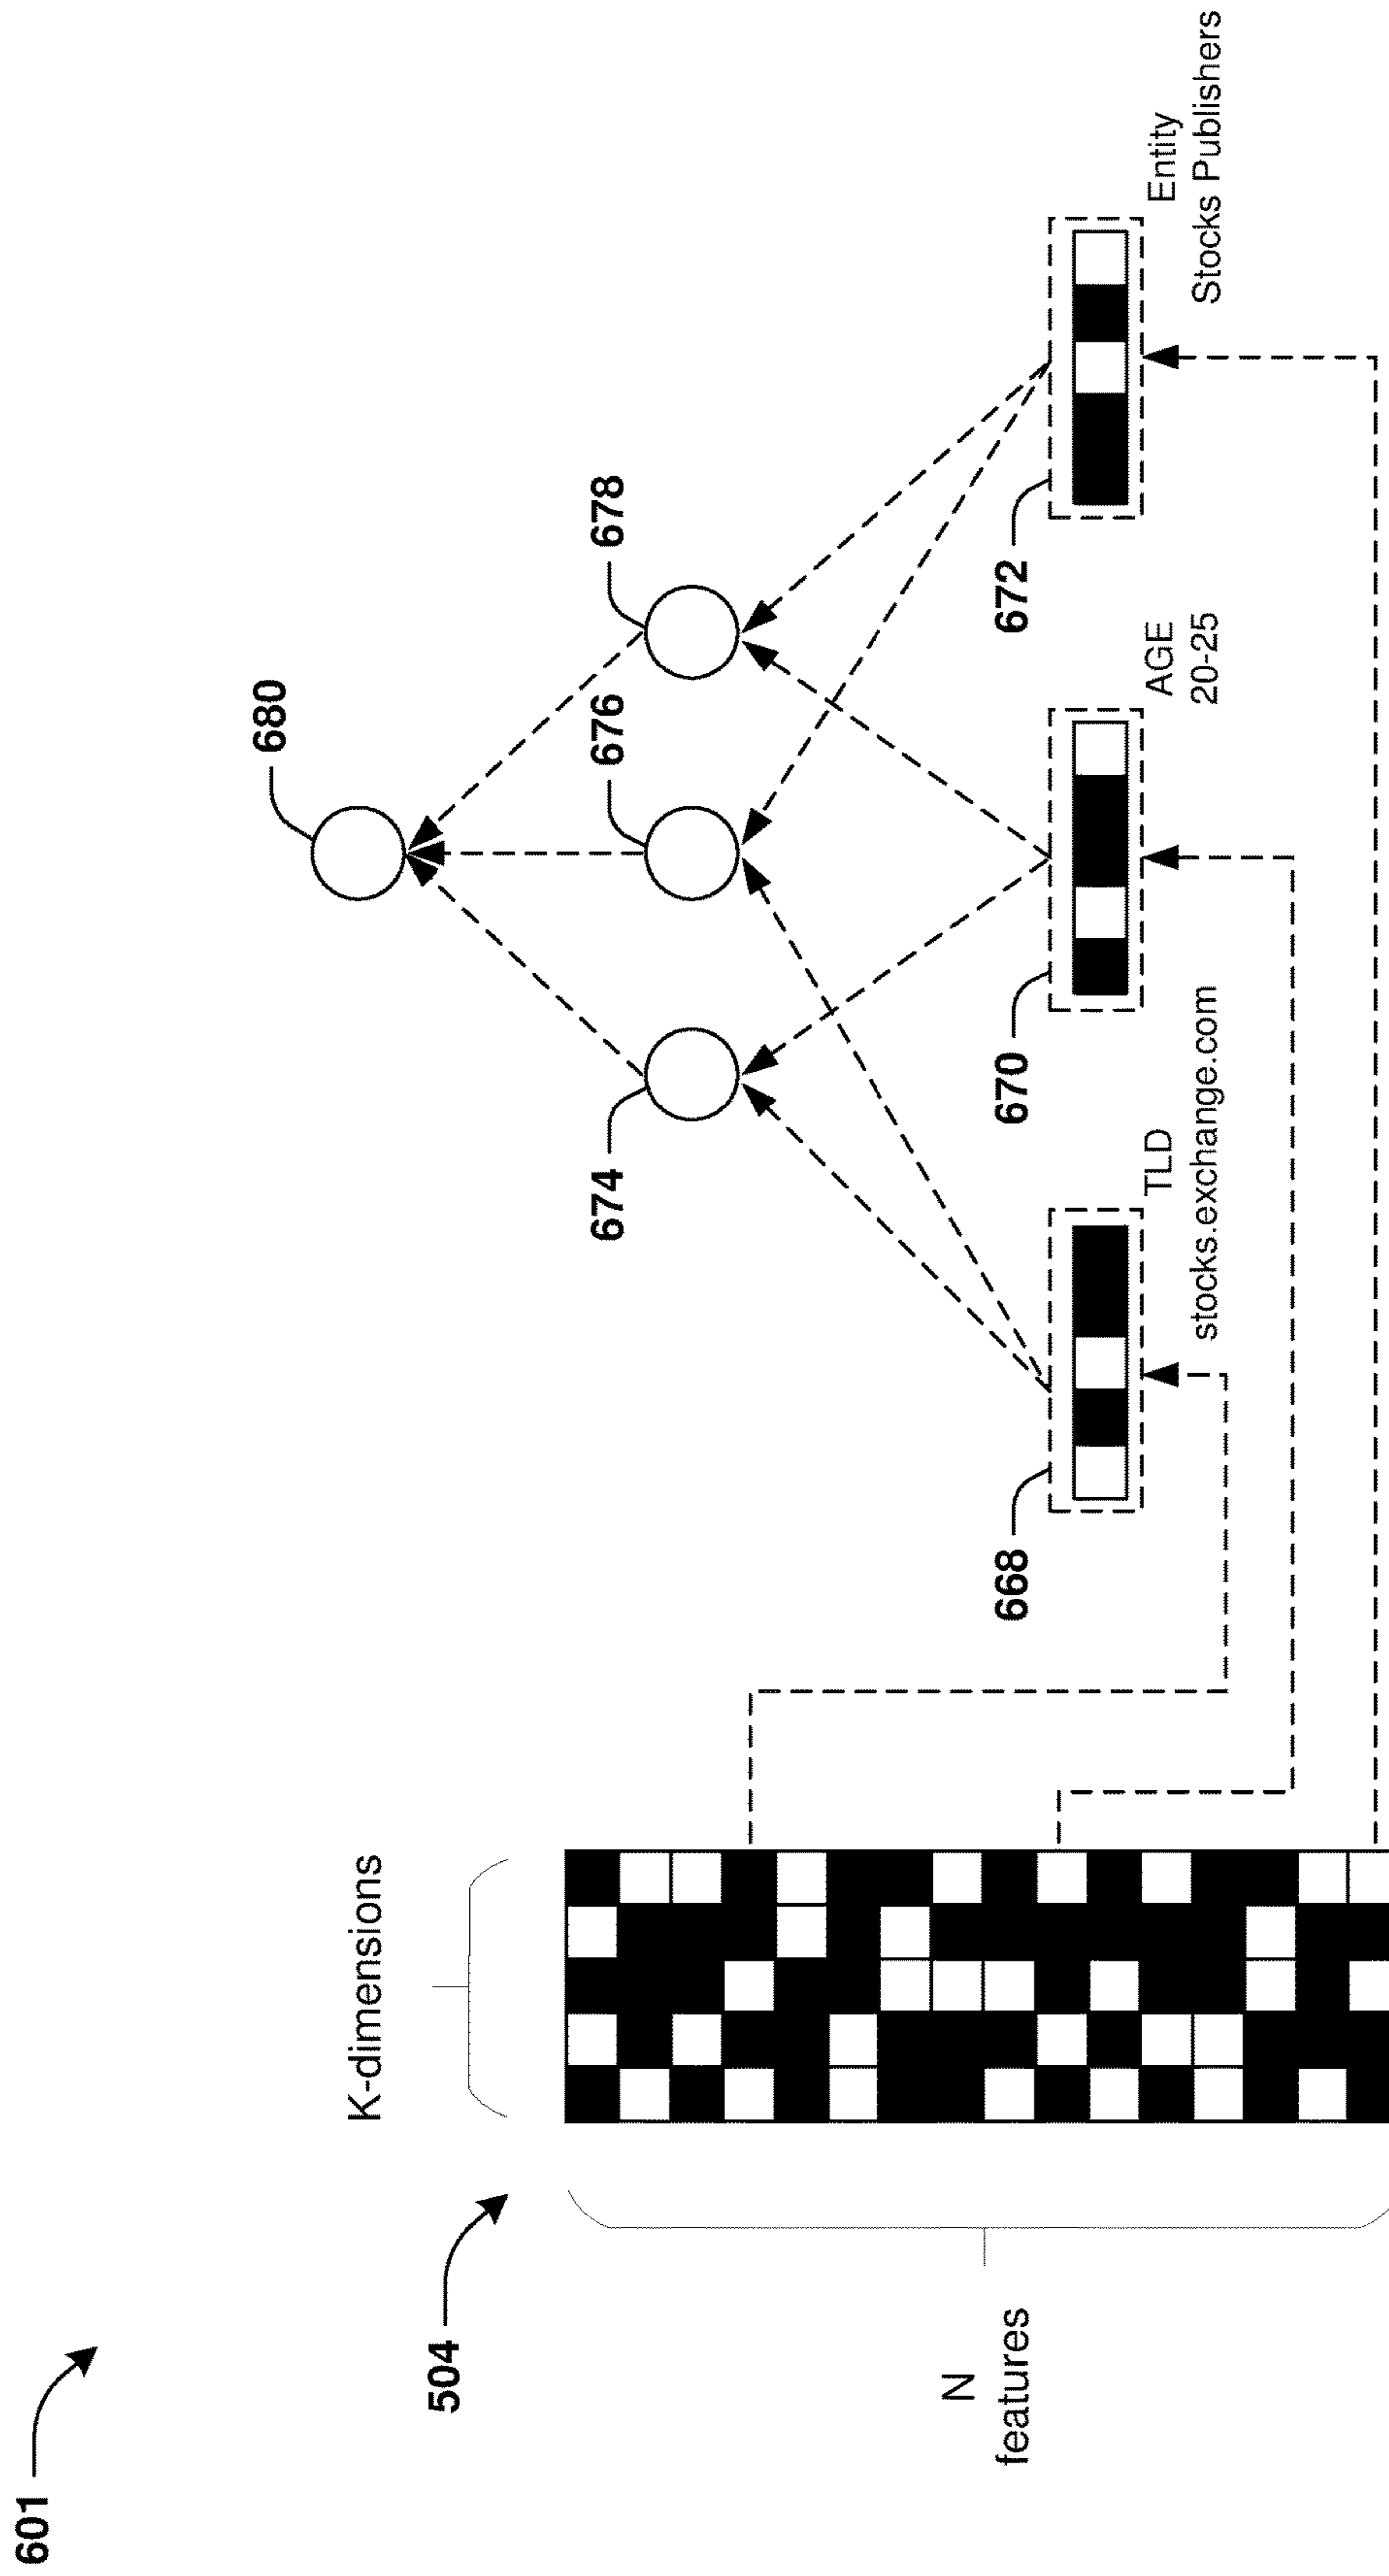 601
504
K-dimensions
N
features
680
674
676
678
668
670
672
TLD
stocks.exchange.com
AGE
20-25
Entity
Stocks Publishers